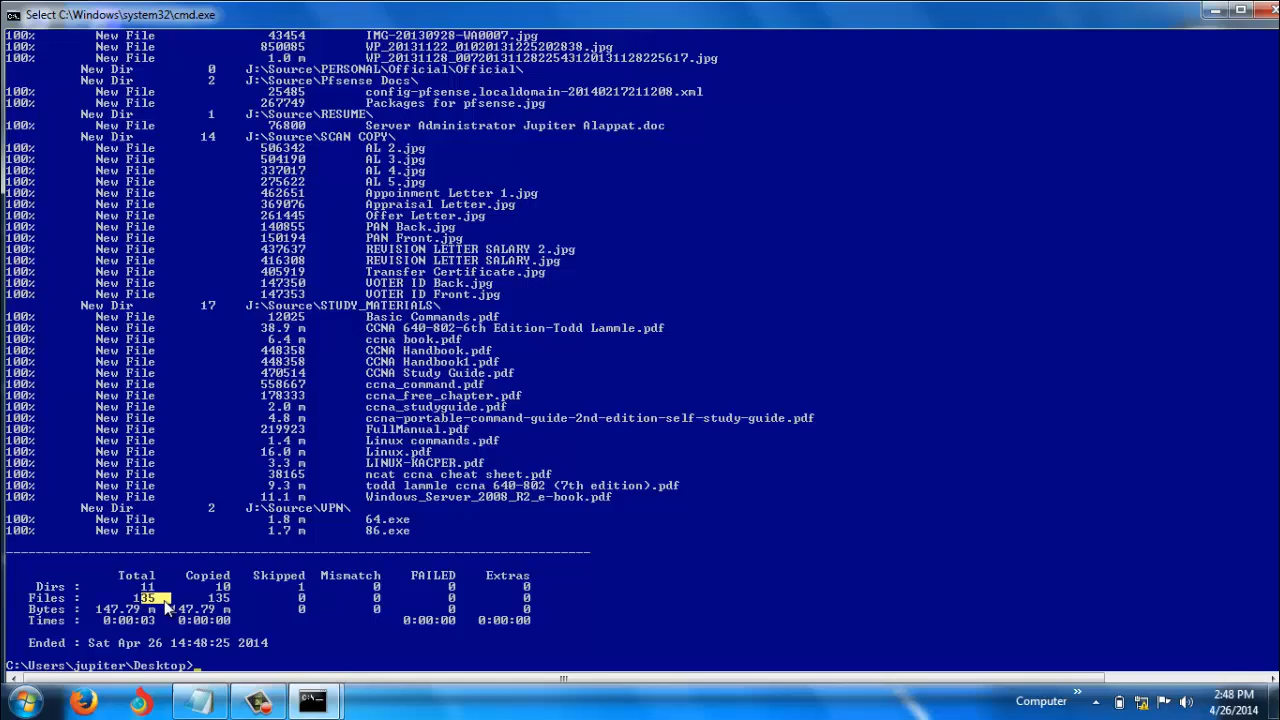 Select C:\Windows\system32\cmd.exe
100% New File 43454 IMG-20130928-WA0007.jpg
100% New File 850085 WP_20131122_01020131225202838.jpg
100% New File 1.0 m WP_20131128_00720131128225431201311282256​17.jpg
New Dir 0 J:\Source\PERSONAL\Official\Official\
New Dir 2 J:\Source\Pfsense Docs\
100% New File 25485 config-pfsense.localdomain-20140217211208.xml
100% New File 267749 Packages for pfsense.jpg
New Dir 1 J:\Source\RESUME\
100% New File 76800 Server Administrator Jupiter Alappat.doc
New Dir 14 J:\Source\SCAN COPY\
100% New File 506342 AL 2.jpg
100% New File 504190 AL 3.jpg
100% New File 337017 AL 4.jpg
100% New File 275622 AL 5.jpg
100% New File 462651 Appoinment Letter 1.jpg
100% New File 369076 Appraisal Letter.jpg
100% New File 261445 Offer Letter.jpg
100% New File 140855 PAN Back.jpg
100% New File 150194 PAN Front.jpg
100% New File 437637 REVISION LETTER SALARY 2.jpg
100% New File 416308 REVISION LETTER SALARY.jpg
100% New File 405919 Transfer Certificate.jpg
100% New File 147350 VOTER ID Back.jpg
100% New File 147353 VOTER ID Front.jpg
New Dir 17 J:\Source\STUDY_MATERIALS\
100% New File 12025 Basic Commands.pdf
100% New File 38.9 m CCNA 640-802-6th Edition-Todd Lammle.pdf
100% New File 6.4 m ccna book.pdf
100% New File 448358 CCNA Handbook.pdf
100% New File 448358 CCNA Handbook1.pdf
100% New File 470514 CCNA Study Guide.pdf
100% New File 558667 ccna_command.pdf
100% New File 178333 ccna_free_chapter.pdf
100% New File 2.0 m ccna_studyguide.pdf
100% New File 4.8 m ccna-portable-command-guide-2nd-edition-self-study-guide.pdf
100% New File 219923 FullManual.pdf
100% New File 1.4 m Linux commands.pdf
100% New File 16.0 m Linux.pdf
100% New File 3.3 m LINUX-KACPER.pdf
100% New File 38165 ncat ccna cheat sheet.pdf
100% New File 9.3 m todd lammle ccna 640-802 (7th edition).pdf
100% New File 11.1 m Windows_Server_2008_R2_e-book.pdf
New Dir 2 J:\Source\VPN\
100% New File 1.8 m 64.exe
100% New File 1.7 m 86.exe
Total Copied Skipped Mismatch FAILED Extras
Dirs : 11 10 1 0 0 0
Files : 135 135 0 0 0 0
Bytes : 147.79 m 147.79 m 0 0 0 0
Times : 0:00:03 0:00:00 0:00:00 0:00:00
Ended : Sat Apr 26 14:48:25 2014
C:\Users\jupiter\Desktop>_
Computer
2:48 PM
4/26/2014